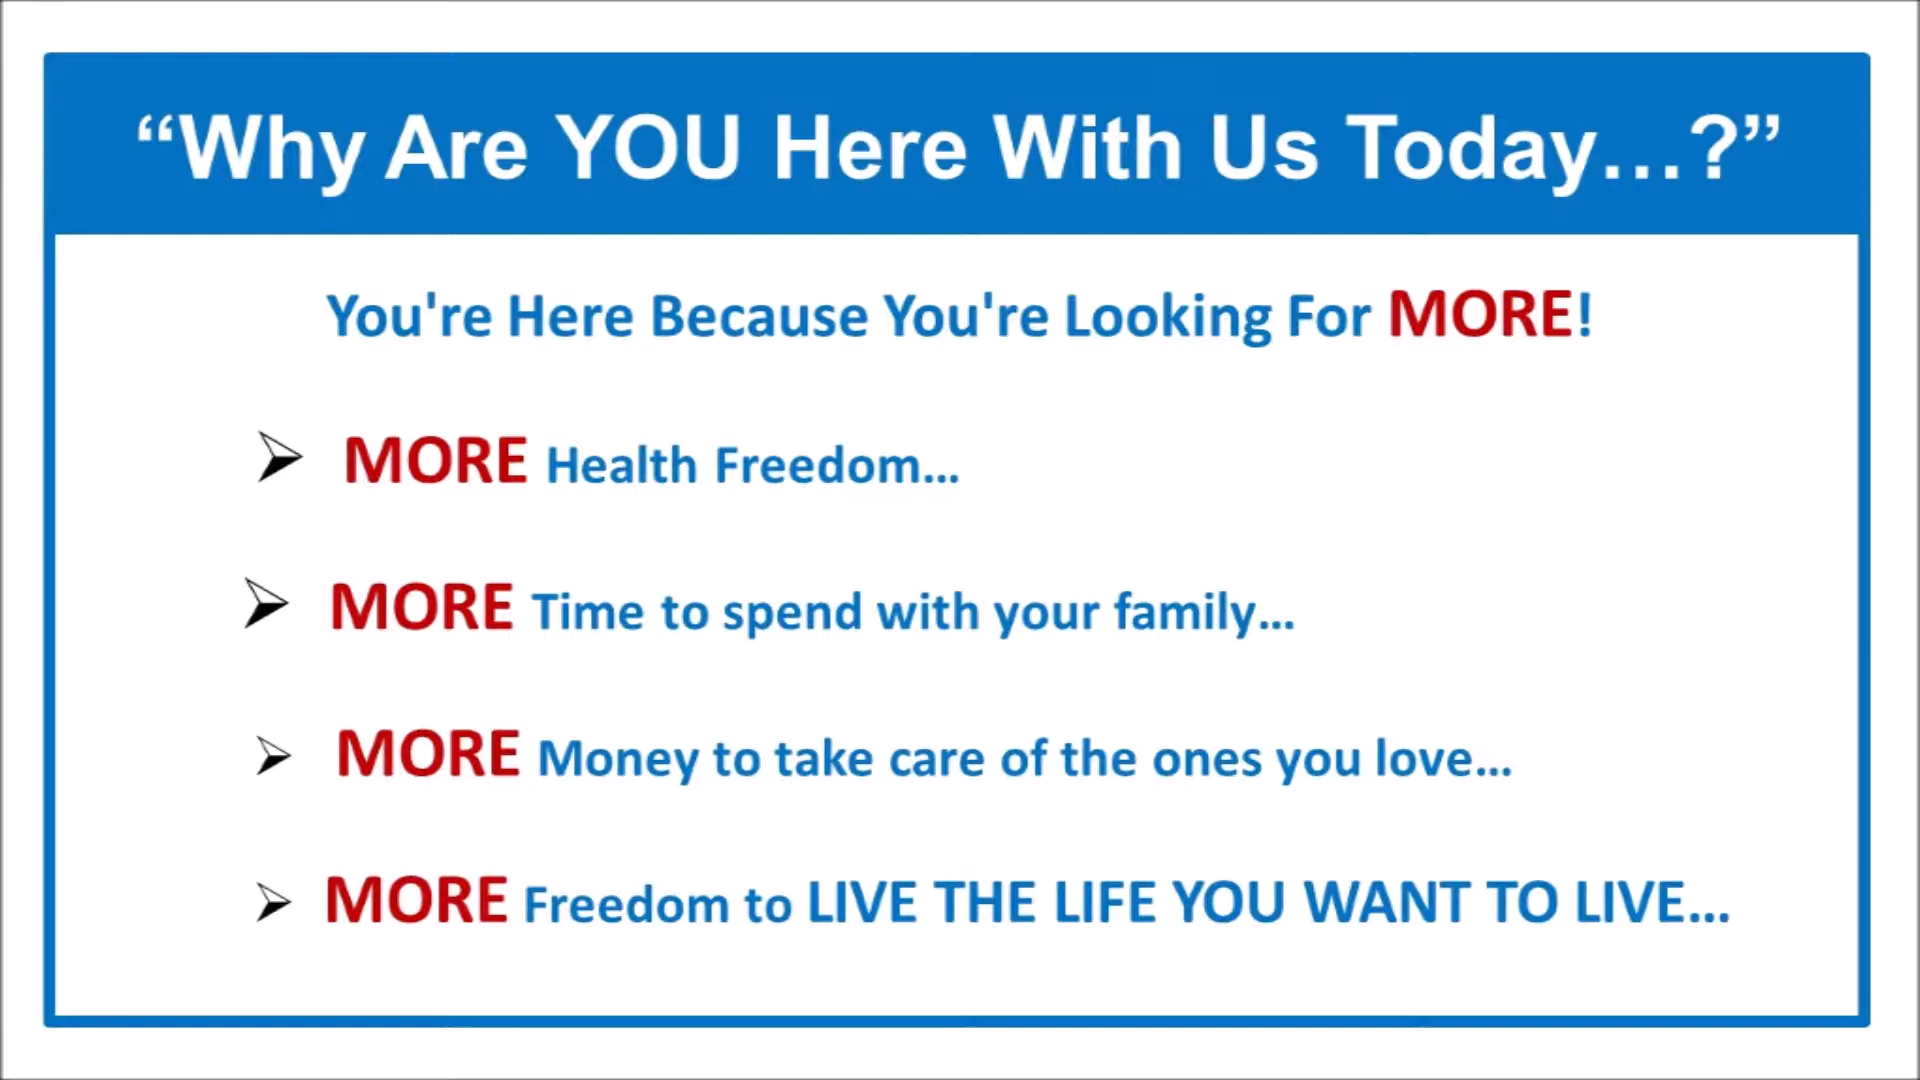 “Why Are YOU Here With Us Today...?”
You're Here Because You're Looking For MORE!
➢ MORE Health Freedom...
➢ MORE Time to spend with your family...
➢ MORE Money to take care of the ones you love...
➢ MORE Freedom to LIVE THE LIFE YOU WANT TO LIVE...